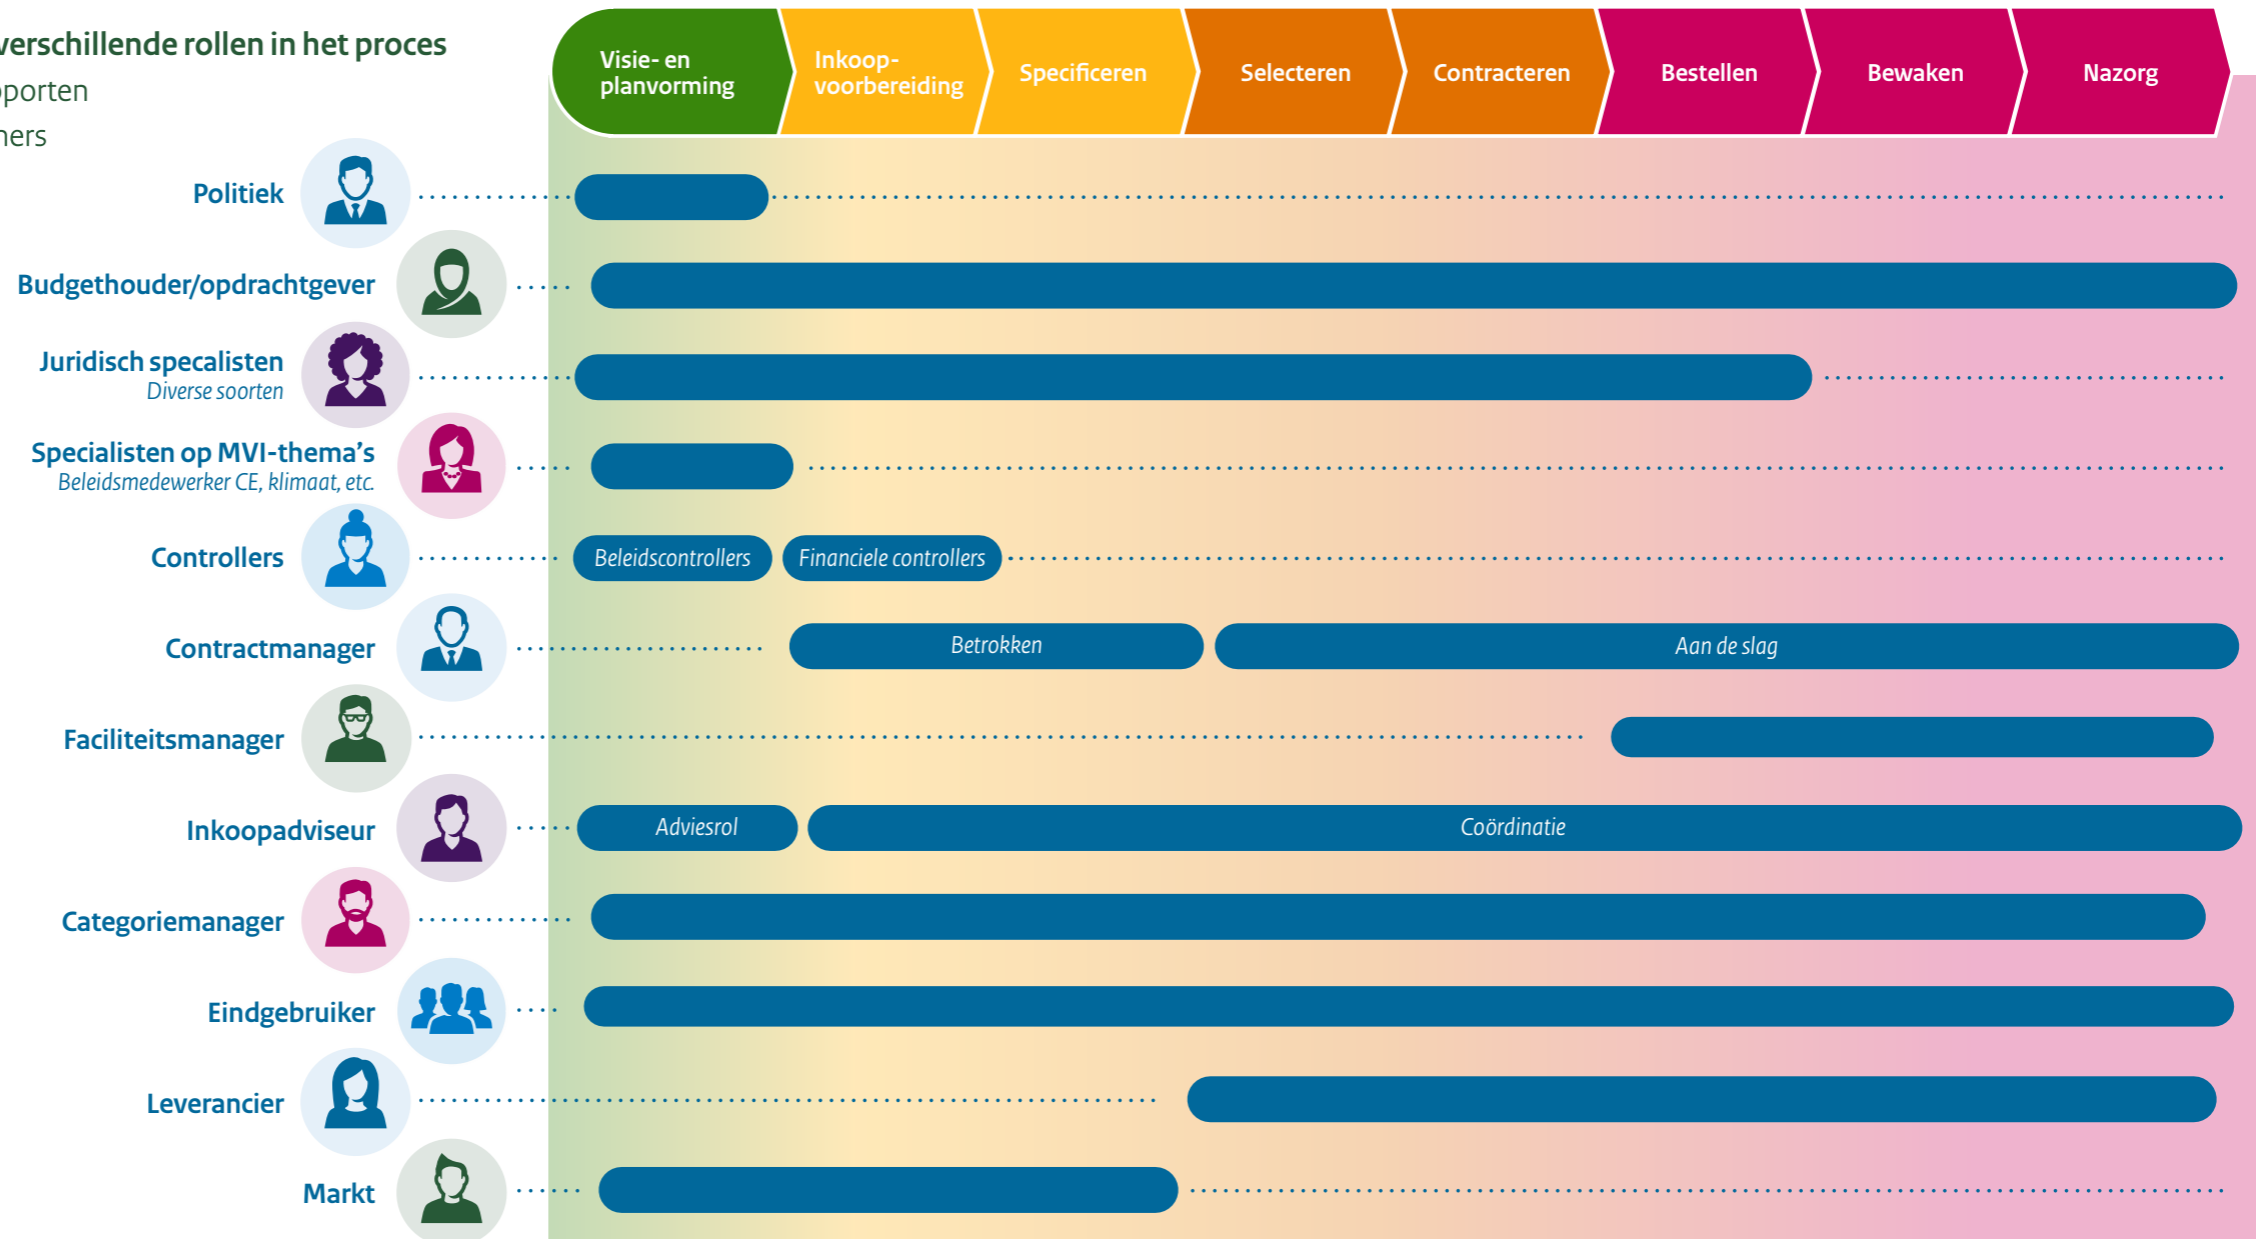 verschillende rollen in het proces
Visie- en
planvorming
Inkoop-
voorbereiding
Specificeren
Selecteren
Contracteren
Bestellen
Bewaken
Nazorg
Politiek
Budgethouder/opdrachtgever
Juridisch specalisten
Diverse soorten
Specialisten op MVI-thema's
Beleidsmedewerker CE, klimaat, etc.
Controllers
Beleidscontrollers
Financiele controllers
Contractmanager
Betrokken
Aan de slag
Faciliteitsmanager
Inkoopadviseur
Adviesrol
Coördinatie
Categoriemanager
Eindgebruiker
Leverancier
Markt